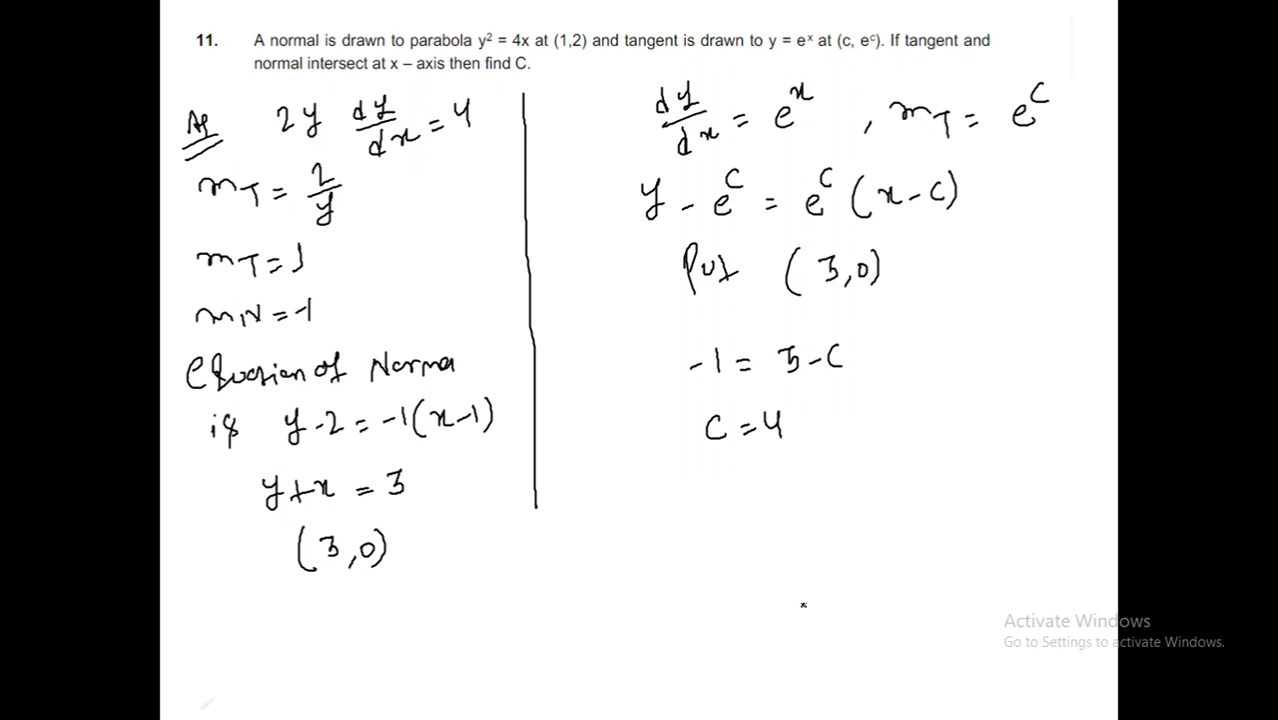 11. A normal is drawn to parabola y² = 4x at (1,2) and tangent is drawn to y = eˣ at (c, eᶜ). If tangent and
normal intersect at x – axis then find C.
2y dy/dx = 4
m_T = 2/y
m_T = 1
m_N = -1
Equation of Norma
is y - 2 = -1(x - 1)
y + x = 3
(3,0)
dy/dx = eˣ , m_T = eᶜ
y - eᶜ = eᶜ (x - c)
Put (3,0)
-1 = 3 - c
c = 4
Activate Windows
Go to Settings to activate Windows.